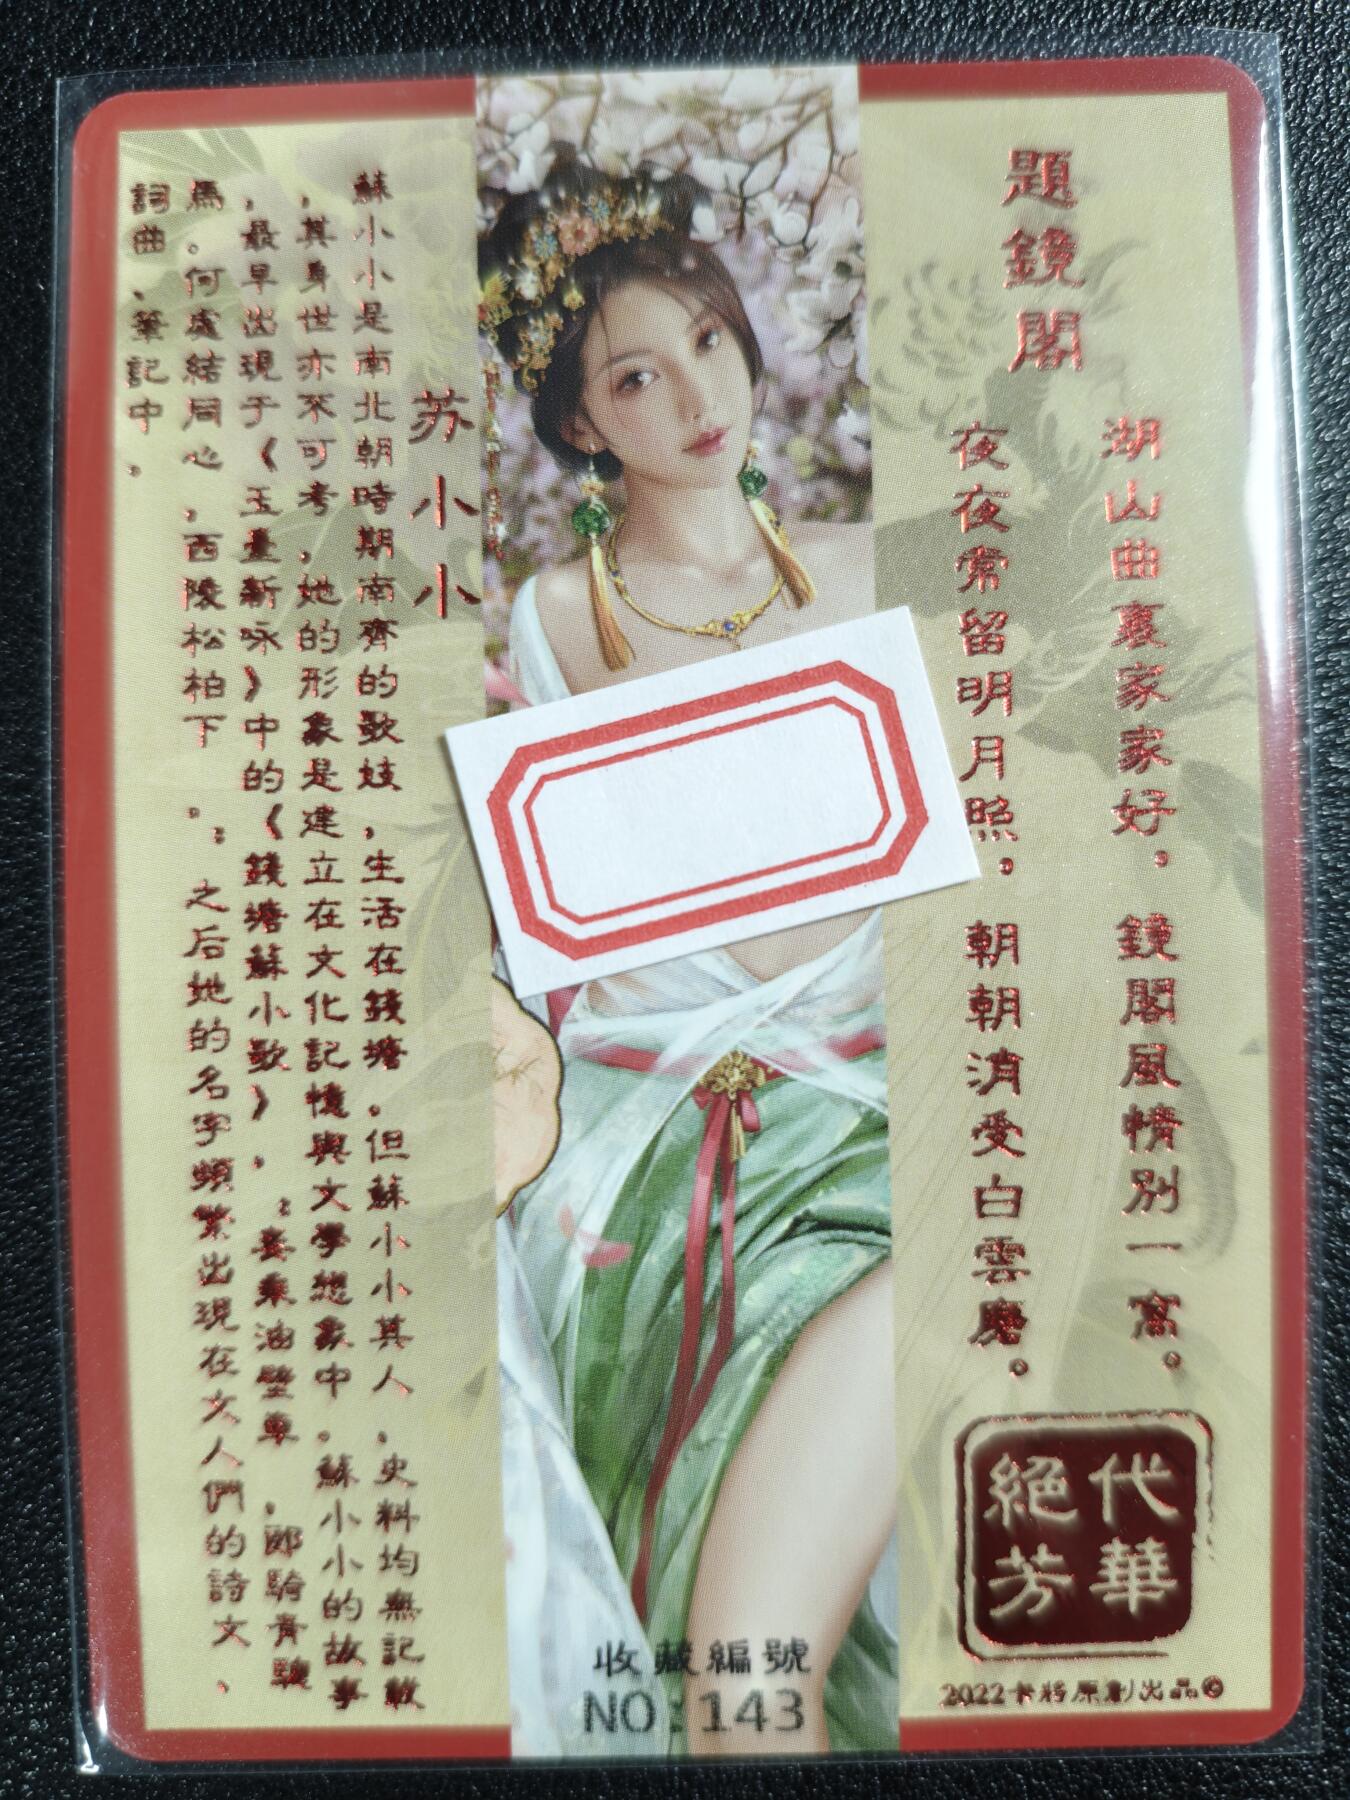 題鏡閣
湖山曲裏家家好，鏡閣風情別一窩。
夜夜常留明月照，朝朝消受白雲磨。
代華
絕芳
2022卡將原創出品©
苏小小
蘇小小是南北朝時期南齊的歌妓，生活在錢塘。但蘇小小其人，史料均無記載
，其身世亦不可考，她的形象是建立在文化記憶與文學想象中。蘇小小的故事
，最早出現于《玉臺新咏》中的《錢塘蘇小歌》，：妾乘油壁車，郎騎青驄
馬。何處結同心，西陵松柏下。；之后她的名字頻繁出現在文人們的詩文、
詞曲、筆記中。
收藏編號
NO:143